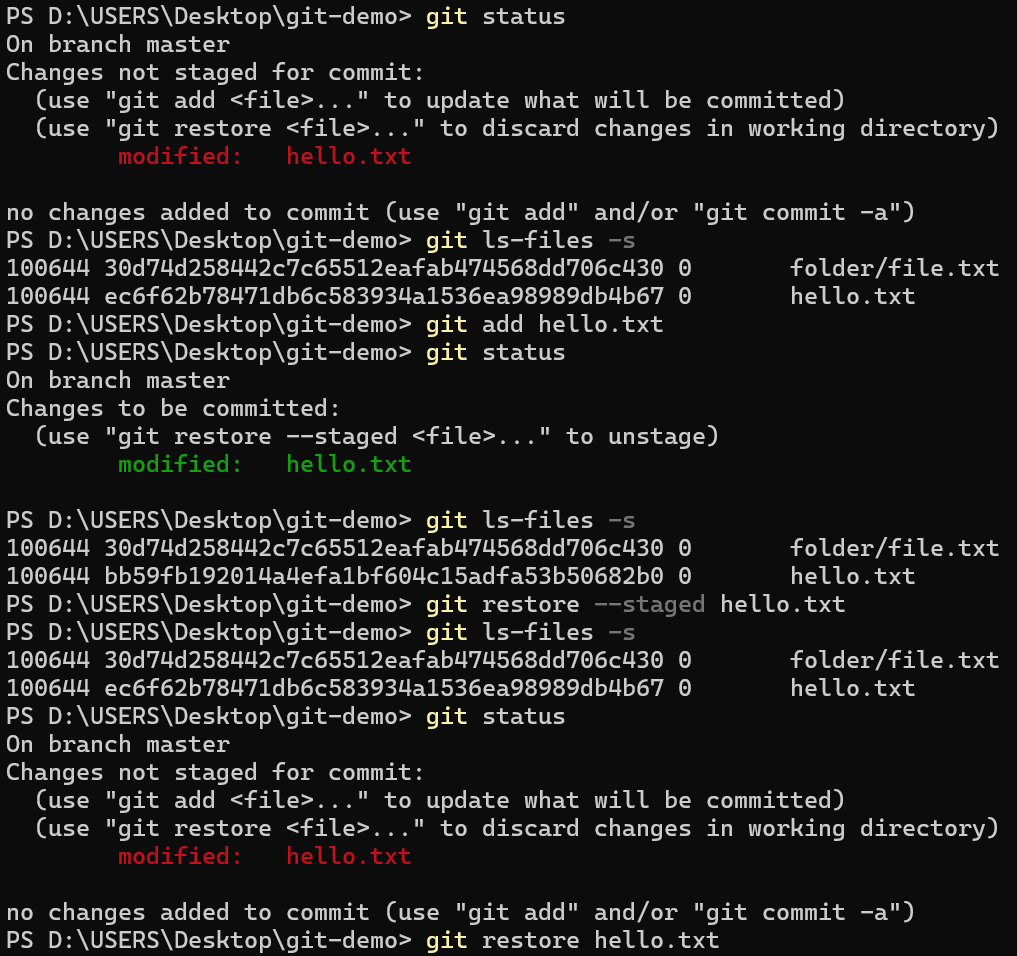 PS D:\USERS\Desktop\git-demo> git status
On branch master
Changes not staged for commit:
  (use "git add <file>..." to update what will be committed)
  (use "git restore <file>..." to discard changes in working directory)
        modified:   hello.txt

no changes added to commit (use "git add" and/or "git commit -a")
PS D:\USERS\Desktop\git-demo> git ls-files -s
100644 30d74d258442c7c65512eafab474568dd706c430 0       folder/file.txt
100644 ec6f62b78471db6c583934a1536ea98989db4b67 0       hello.txt
PS D:\USERS\Desktop\git-demo> git add hello.txt
PS D:\USERS\Desktop\git-demo> git status
On branch master
Changes to be committed:
  (use "git restore --staged <file>..." to unstage)
        modified:   hello.txt

PS D:\USERS\Desktop\git-demo> git ls-files -s
100644 30d74d258442c7c65512eafab474568dd706c430 0       folder/file.txt
100644 bb59fb192014a4efa1bf604c15adfa53b50682b0 0       hello.txt
PS D:\USERS\Desktop\git-demo> git restore --staged hello.txt
PS D:\USERS\Desktop\git-demo> git ls-files -s
100644 30d74d258442c7c65512eafab474568dd706c430 0       folder/file.txt
100644 ec6f62b78471db6c583934a1536ea98989db4b67 0       hello.txt
PS D:\USERS\Desktop\git-demo> git status
On branch master
Changes not staged for commit:
  (use "git add <file>..." to update what will be committed)
  (use "git restore <file>..." to discard changes in working directory)
        modified:   hello.txt

no changes added to commit (use "git add" and/or "git commit -a")
PS D:\USERS\Desktop\git-demo> git restore hello.txt